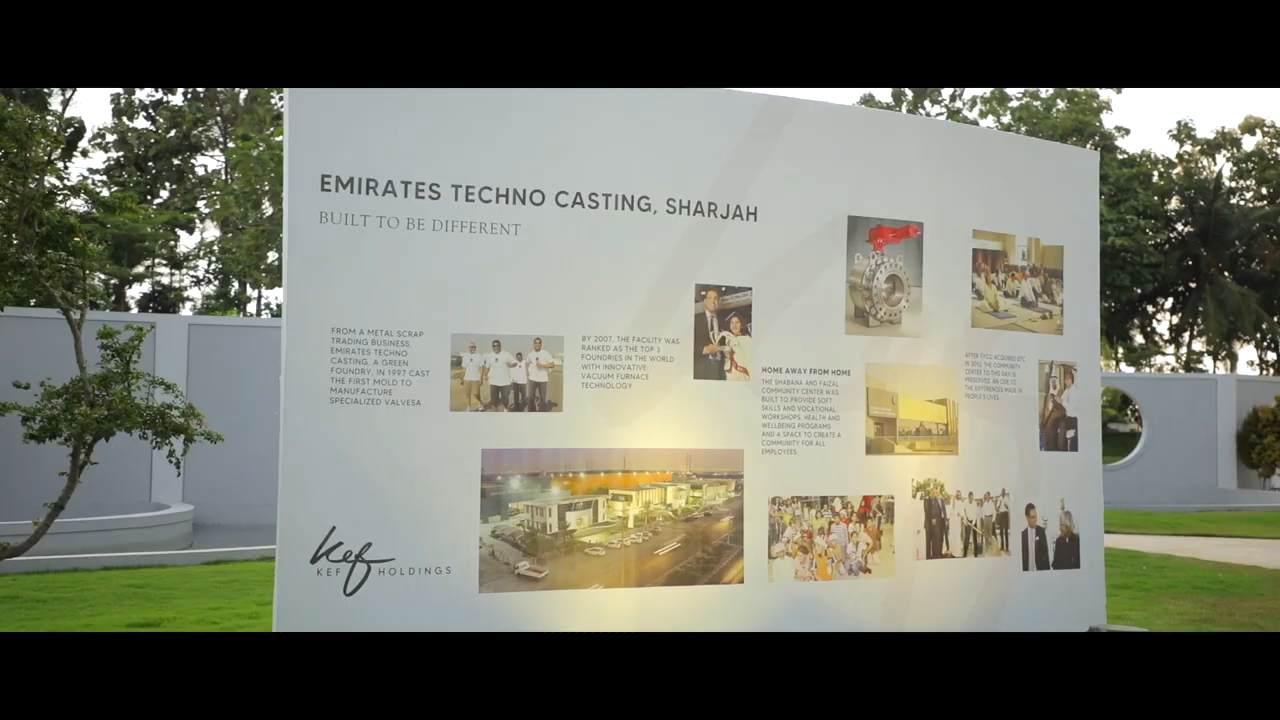 EMIRATES TECHNO CASTING, SHARJAH
BUILT TO BE DIFFERENT
FROM A METAL SCRAP
TRADING BUSINESS,
EMIRATES TECHNO
CASTING, A GREEN
FOUNDRY, IN 1997 CAST
THE FIRST MOLD TO
MANUFACTURE
SPECIALIZED VALVESA.
BY 2007, THE FACILITY WAS
RANKED AS THE TOP 3
FOUNDRIES IN THE WORLD
WITH INNOVATIVE
VACUUM FURNACE
TECHNOLOGY
HOME AWAY FROM HOME
THE SHABANA AND FAIZAL
COMMUNITY CENTER WAS
BUILT TO PROVIDE SOFT
SKILLS AND VOCATIONAL
WORKSHOPS, HEALTH AND
WELLBEING PROGRAMS
AND A SPACE TO CREATE A
COMMUNITY FOR ALL
EMPLOYEES
AFTER TYCO ACQUIRED ETC
IN 2012, THE COMMUNITY
CENTER TO THIS DAY IS
PRESERVED, AN ODE TO
THE DIFFERENCES MADE IN
PEOPLE'S LIVES
kef
KEF HOLDINGS